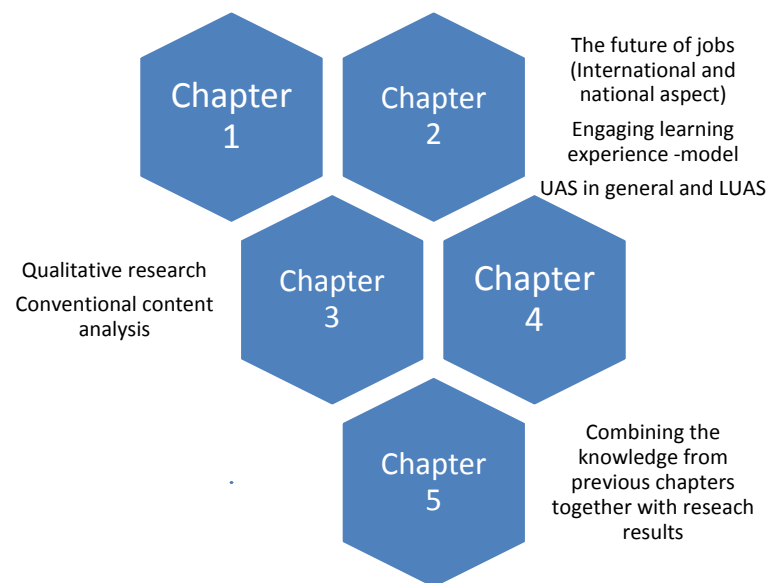 Chapter
1
Chapter
2
The future of jobs
(International and
national aspect)
Engaging learning
experience -model
UAS in general and LUAS
Qualitative research
Conventional content
analysis
Chapter
3
Chapter
4
Chapter
5
Combining the
knowledge from
previous chapters
together with reseach
results